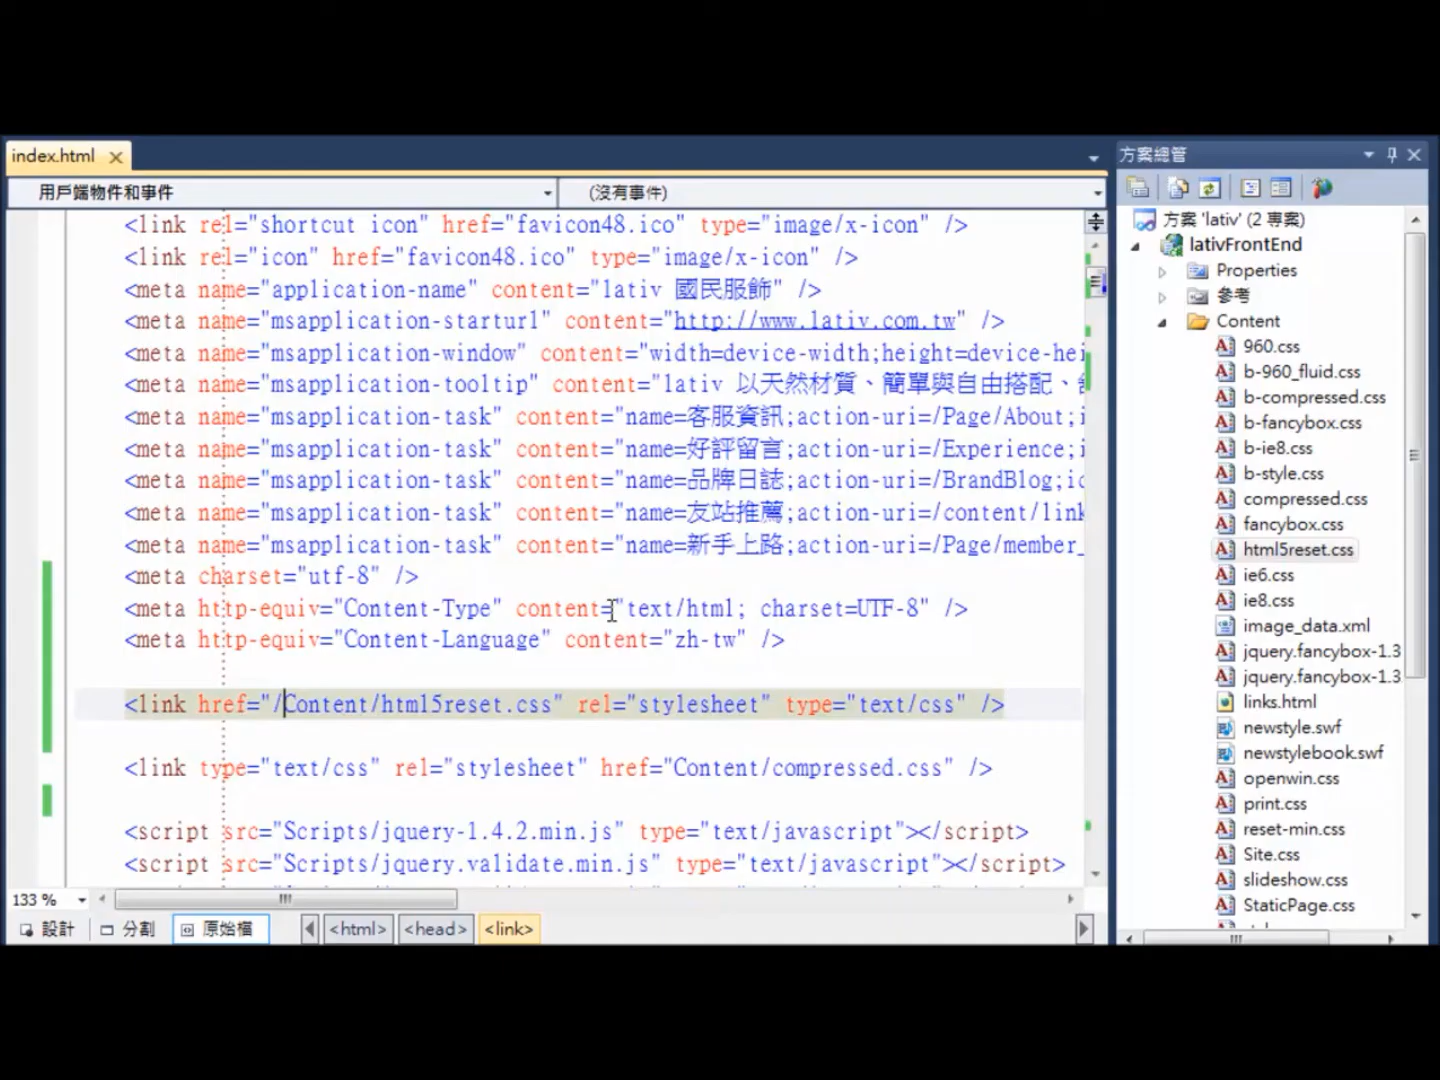 index.html
用戶端物件和事件
(沒有事件)
<link rel="shortcut icon" href="favicon48.ico" type="image/x-icon" />
<link rel="icon" href="favicon48.ico" type="image/x-icon" />
<meta name="application-name" content="lativ 國民服飾" />
<meta name="msapplication-starturl" content="http://www.lativ.com.tw" />
<meta name="msapplication-window" content="width=device-width;height=device-hei
<meta name="msapplication-tooltip" content="lativ 以天然材質、簡單與自由搭配、
<meta name="msapplication-task" content="name=客服資訊;action-uri=/Page/About;i
<meta name="msapplication-task" content="name=好評留言;action-uri=/Experience;i
<meta name="msapplication-task" content="name=品牌日誌;action-uri=/BrandBlog;ic
<meta name="msapplication-task" content="name=友站推薦;action-uri=/content/link
<meta name="msapplication-task" content="name=新手上路;action-uri=/Page/member_
<meta charset="utf-8" />
<meta http-equiv="Content-Type" content="text/html; charset=UTF-8" />
<meta http-equiv="Content-Language" content="zh-tw" />
<link href="/Content/html5reset.css" rel="stylesheet" type="text/css" />
<link type="text/css" rel="stylesheet" href="Content/compressed.css" />
<script src="Scripts/jquery-1.4.2.min.js" type="text/javascript"></script>
<script src="Scripts/jquery.validate.min.js" type="text/javascript"></script>
133 %
設計
分割
原始檔
<html>
<head>
<link>
方案總管
方案 'lativ' (2 專案)
lativFrontEnd
Properties
參考
Content
960.css
b-960_fluid.css
b-compressed.css
b-fancybox.css
b-ie8.css
b-style.css
compressed.css
fancybox.css
html5reset.css
ie6.css
ie8.css
image_data.xml
jquery.fancybox-1.3
jquery.fancybox-1.3
links.html
newstyle.swf
newstylebook.swf
openwin.css
print.css
reset-min.css
Site.css
slideshow.css
StaticPage.css